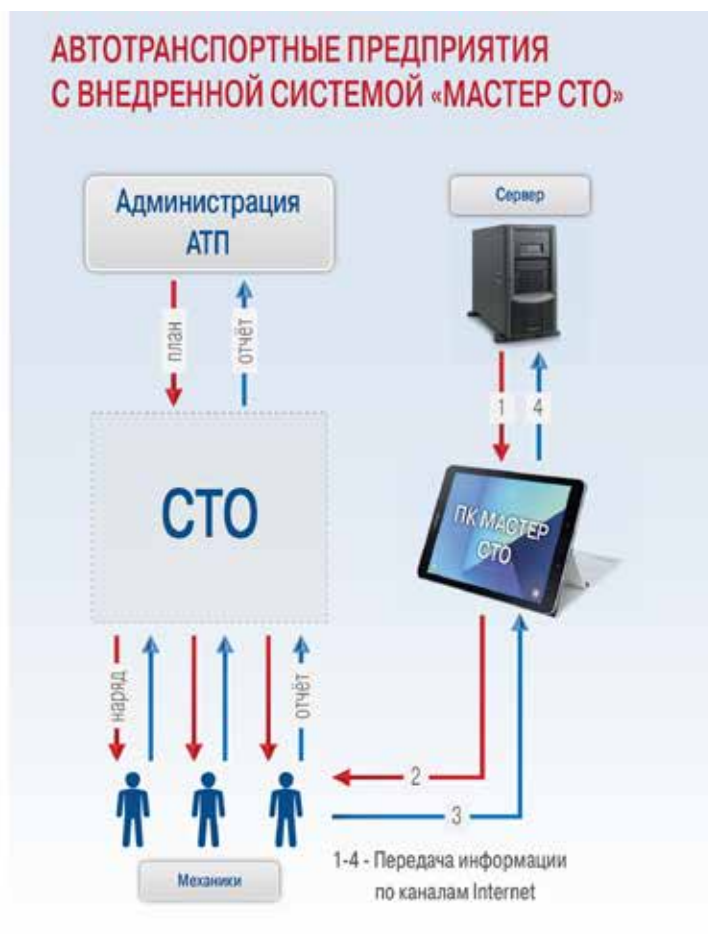 АВТОТРАНСПОРТНЫЕ ПРЕДПРИЯТИЯ
С ВНЕДРЕННОЙ СИСТЕМОЙ «МАСТЕР СТО»
Администрация
АТП
Сервер
план
отчёт
1
4
СТО
ПК МАСТЕР
СТО
наряд
отчёт
2
3
Механики
1-4 - Передача информации
по каналам Internet